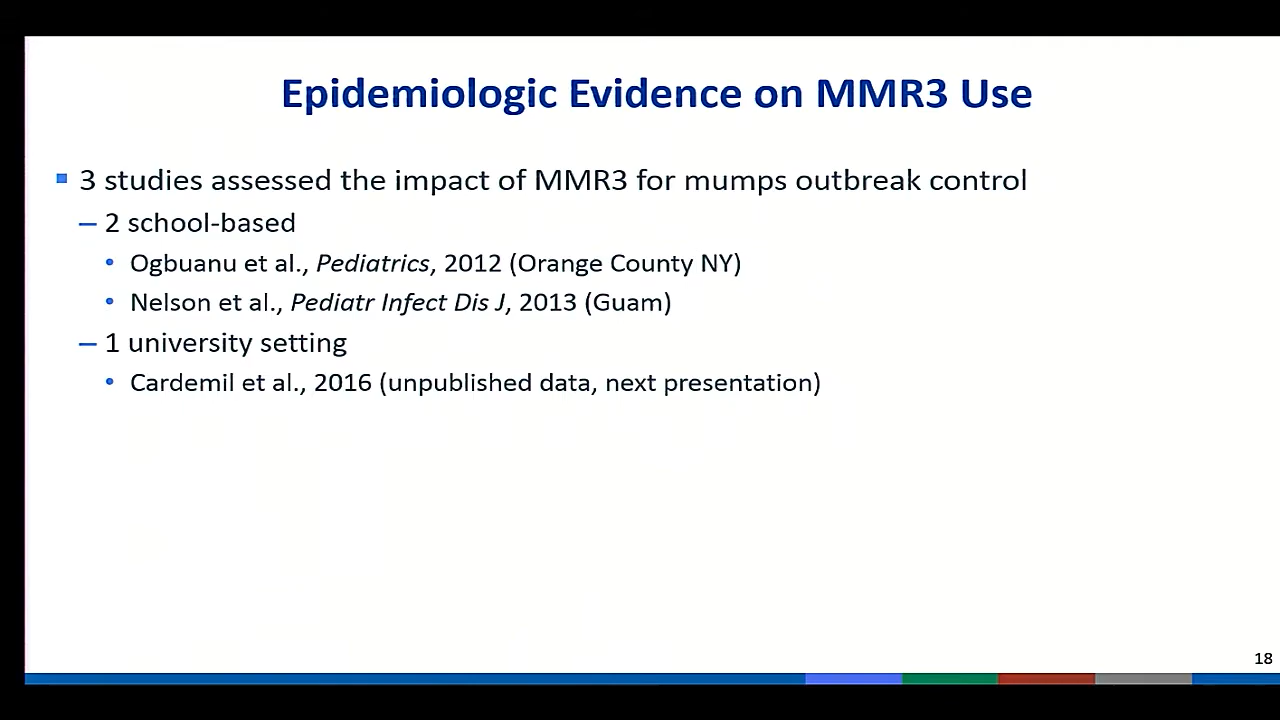 Epidemiologic Evidence on MMR3 Use
▪ 3 studies assessed the impact of MMR3 for mumps outbreak control
– 2 school-based
• Ogbuanu et al., Pediatrics, 2012 (Orange County NY)
• Nelson et al., Pediatr Infect Dis J, 2013 (Guam)
– 1 university setting
• Cardemil et al., 2016 (unpublished data, next presentation)
18